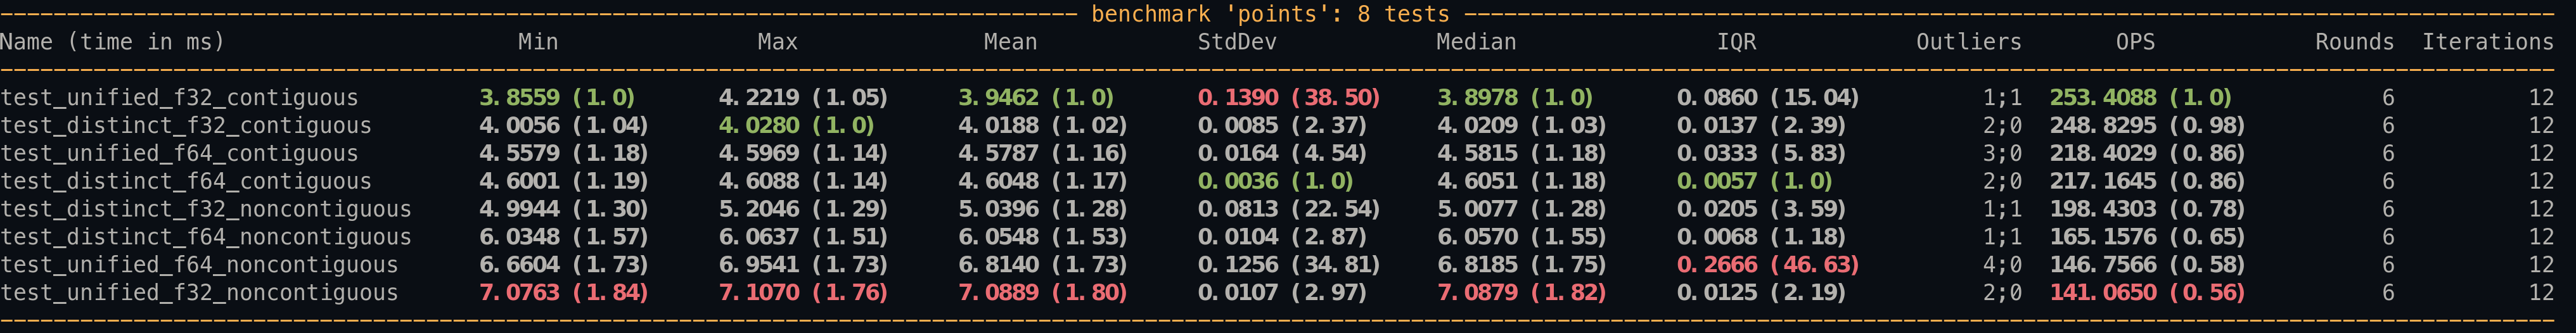 benchmark 'points': 8 tests
Name (time in ms) Min Max Mean StdDev Median IQR Outliers OPS Rounds Iterations
test_unified_f32_contiguous 3.8559 (1.0) 4.2219 (1.05) 3.9462 (1.0) 0.1390 (38.50) 3.8978 (1.0) 0.0860 (15.04) 1;1 253.4088 (1.0) 6 12
test_distinct_f32_contiguous 4.0056 (1.04) 4.0280 (1.0) 4.0188 (1.02) 0.0085 (2.37) 4.0209 (1.03) 0.0137 (2.39) 2;0 248.8295 (0.98) 6 12
test_unified_f64_contiguous 4.5579 (1.18) 4.5969 (1.14) 4.5787 (1.16) 0.0164 (4.54) 4.5815 (1.18) 0.0333 (5.83) 3;0 218.4029 (0.86) 6 12
test_distinct_f64_contiguous 4.6001 (1.19) 4.6088 (1.14) 4.6048 (1.17) 0.0036 (1.0) 4.6051 (1.18) 0.0057 (1.0) 2;0 217.1645 (0.86) 6 12
test_distinct_f32_noncontiguous 4.9944 (1.30) 5.2046 (1.29) 5.0396 (1.28) 0.0813 (22.54) 5.0077 (1.28) 0.0205 (3.59) 1;1 198.4303 (0.78) 6 12
test_distinct_f64_noncontiguous 6.0348 (1.57) 6.0637 (1.51) 6.0548 (1.53) 0.0104 (2.87) 6.0570 (1.55) 0.0068 (1.18) 1;1 165.1576 (0.65) 6 12
test_unified_f64_noncontiguous 6.6604 (1.73) 6.9541 (1.73) 6.8140 (1.73) 0.1256 (34.81) 6.8185 (1.75) 0.2666 (46.63) 4;0 146.7566 (0.58) 6 12
test_unified_f32_noncontiguous 7.0763 (1.84) 7.1070 (1.76) 7.0889 (1.80) 0.0107 (2.97) 7.0879 (1.82) 0.0125 (2.19) 2;0 141.0650 (0.56) 6 12